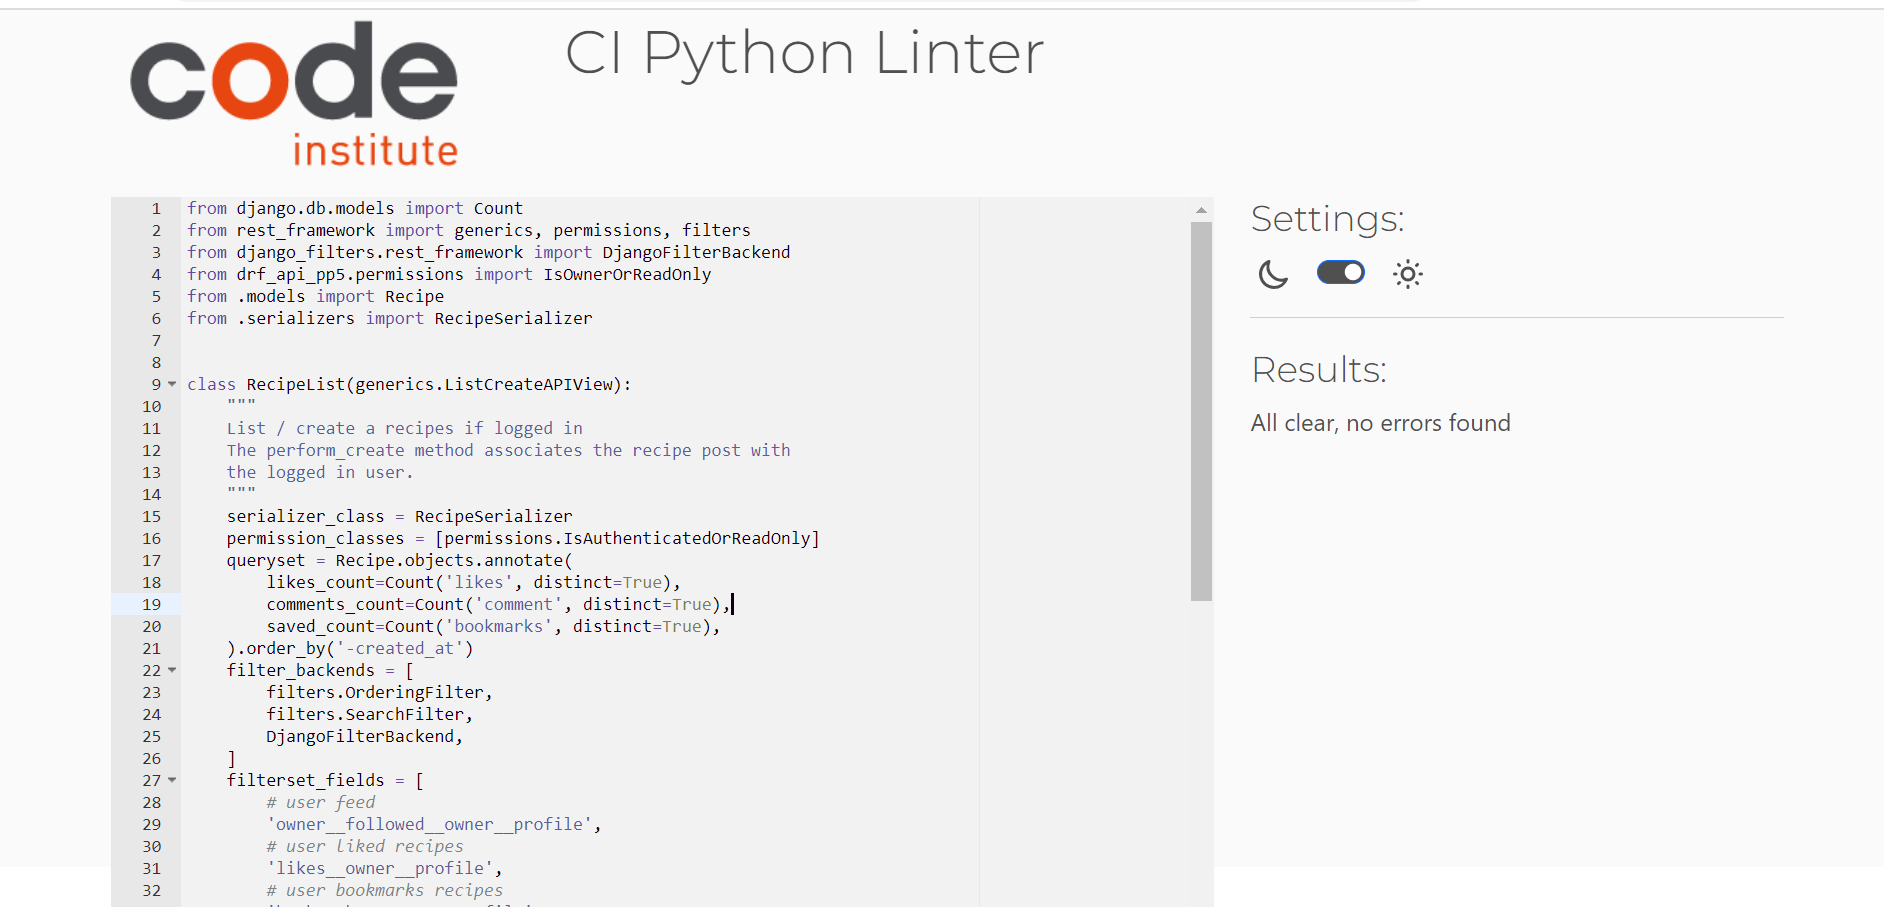 code
institute
CI Python Linter
1 from django.db.models import Count
2 from rest_framework import generics, permissions, filters
3 from django_filters.rest_framework import DjangoFilterBackend
4 from drf_api_pp5.permissions import IsOwnerOrReadOnly
5 from .models import Recipe
6 from .serializers import RecipeSerializer
7
8
9 class RecipeList(generics.ListCreateAPIView):
10     """
11     List / create a recipes if logged in
12     The perform_create method associates the recipe post with
13     the logged in user.
14     """
15     serializer_class = RecipeSerializer
16     permission_classes = [permissions.IsAuthenticatedOrReadOnly]
17     queryset = Recipe.objects.annotate(
18         likes_count=Count('likes', distinct=True),
19         comments_count=Count('comment', distinct=True),
20         saved_count=Count('bookmarks', distinct=True),
21     ).order_by('-created_at')
22     filter_backends = [
23         filters.OrderingFilter,
24         filters.SearchFilter,
25         DjangoFilterBackend,
26     ]
27     filterset_fields = [
28         # user feed
29         'owner__followed__owner__profile',
30         # user liked recipes
31         'likes__owner__profile',
32         # user bookmarks recipes
Settings:
Results:
All clear, no errors found